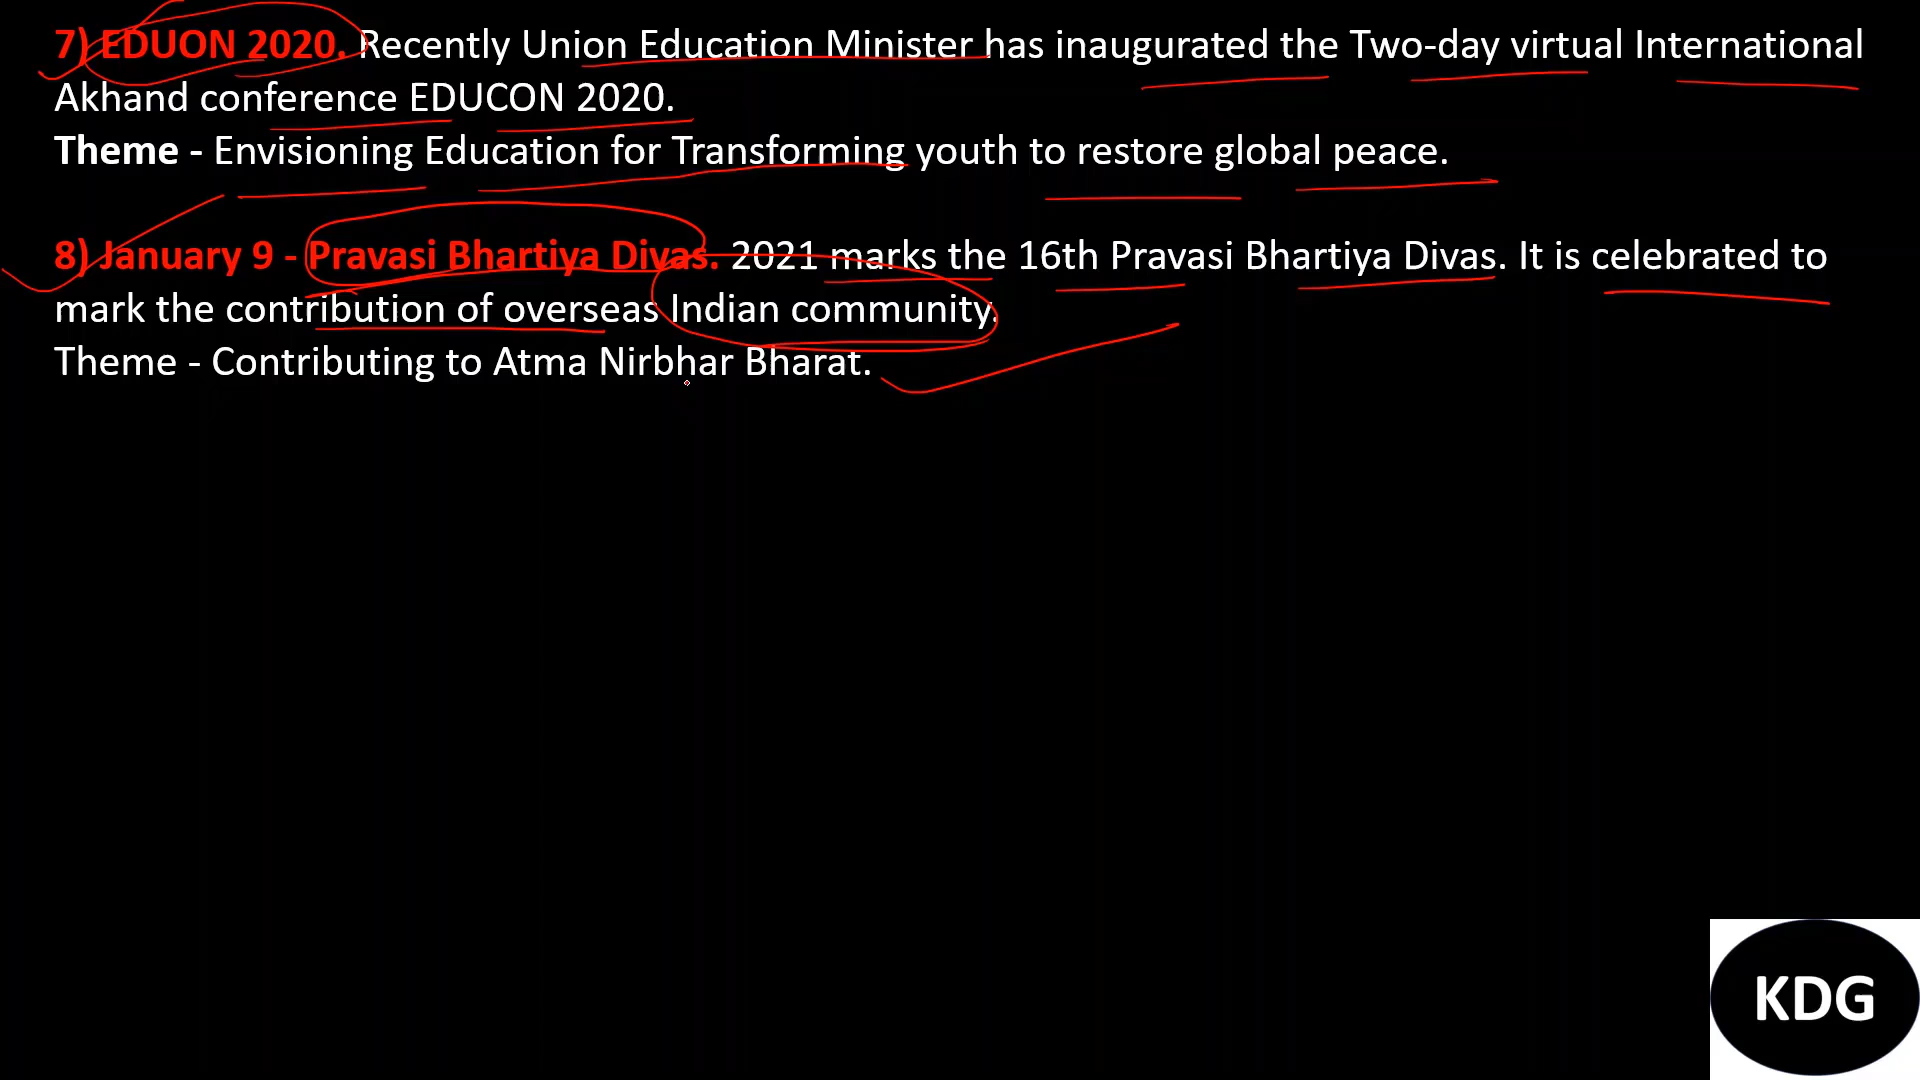 7) EDUON 2020. Recently Union Education Minister has inaugurated the Two-day virtual International
Akhand conference EDUCON 2020.
Theme - Envisioning Education for Transforming youth to restore global peace.
8) January 9 - Pravasi Bhartiya Divas. 2021 marks the 16th Pravasi Bhartiya Divas. It is celebrated to
mark the contribution of overseas Indian community.
Theme - Contributing to Atma Nirbhar Bharat.
KDG